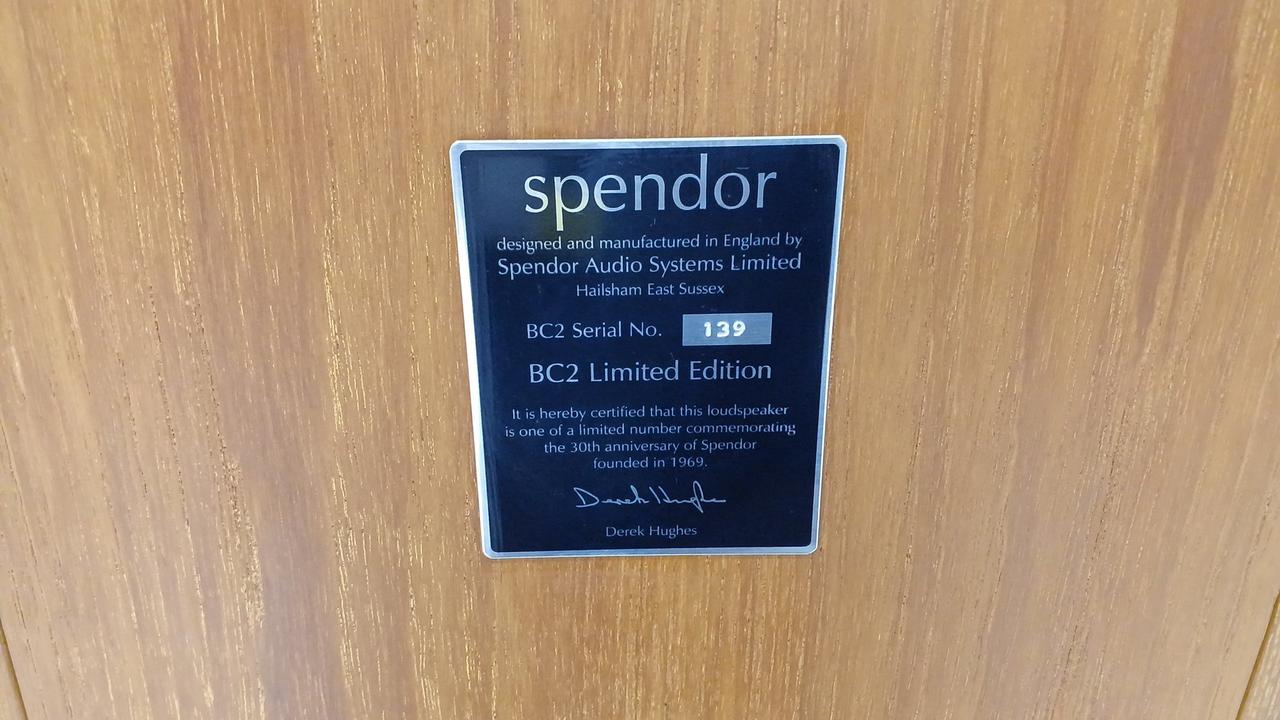 spendor
designed and manufactured in England by
Spendor Audio Systems Limited
Hailsham East Sussex
BC2 Serial No. 139
BC2 Limited Edition
It is hereby certified that this loudspeaker
is one of a limited number commemorating
the 30th anniversary of Spendor
founded in 1969.
Derek Hughes
Derek Hughes